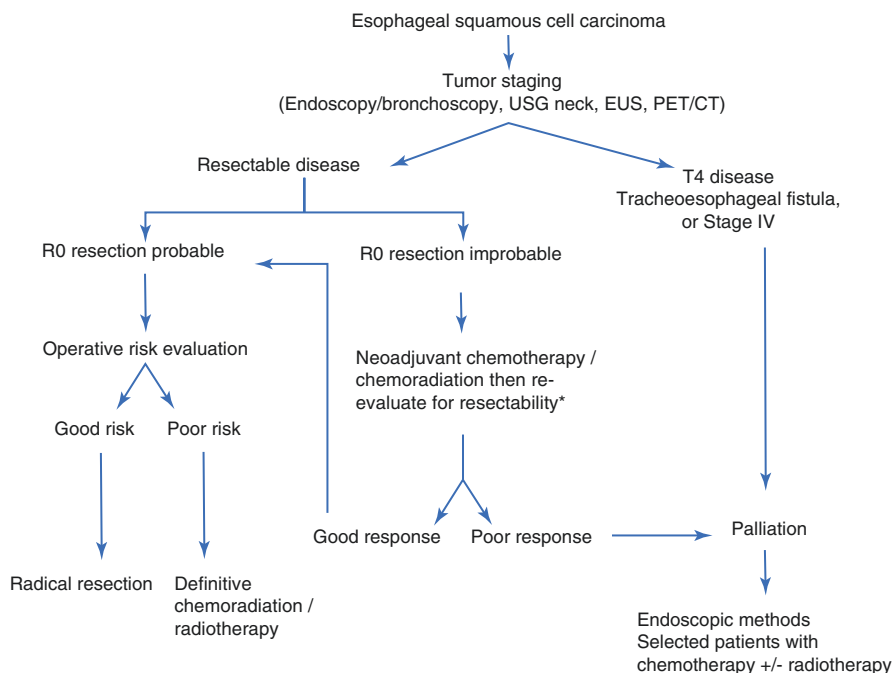 Esophageal squamous cell carcinoma
Tumor staging
(Endoscopy/bronchoscopy, USG neck, EUS, PET/CT)
Resectable disease
T4 disease
Tracheoesophageal fistula,
or Stage IV
R0 resection probable
R0 resection improbable
Operative risk evaluation
Neoadjuvant chemotherapy /
chemoradiation then re-
evaluate for resectability*
Good risk
Poor risk
Good response
Poor response
Palliation
Radical resection
Definitive
chemoradiation /
radiotherapy
Endoscopic methods
Selected patients with
chemotherapy +/- radiotherapy